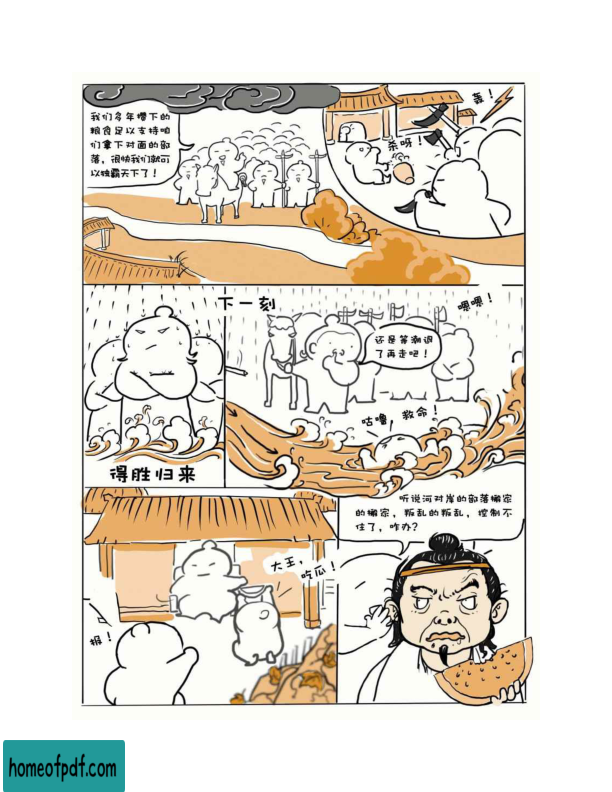 我们多年攒下的
粮食足以支持咱
们拿下对面的部
落，很快我们就可
以独霸天下了！
轰！
杀呀！
下一刻
嘿嘿！
还是等潮退
了再走吧！
咕噜，救命！
得胜归来
大王，
吃瓜！
报！
听说河对岸的部落搬家
的搬家，叛乱的叛乱，控制不
住了，咋办？
homeofpdf.com